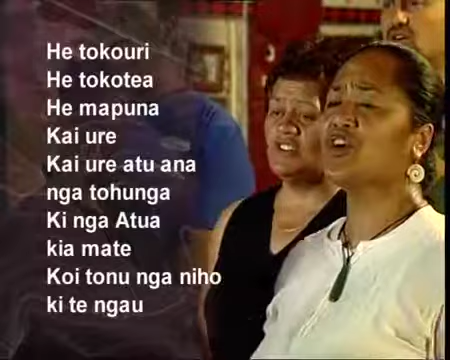 He tokouri
He tokotea
He mapuna
Kai ure
Kai ure atu ana
nga tohunga
Ki nga Atua
kia mate
Koi tonu nga niho
ki te ngau